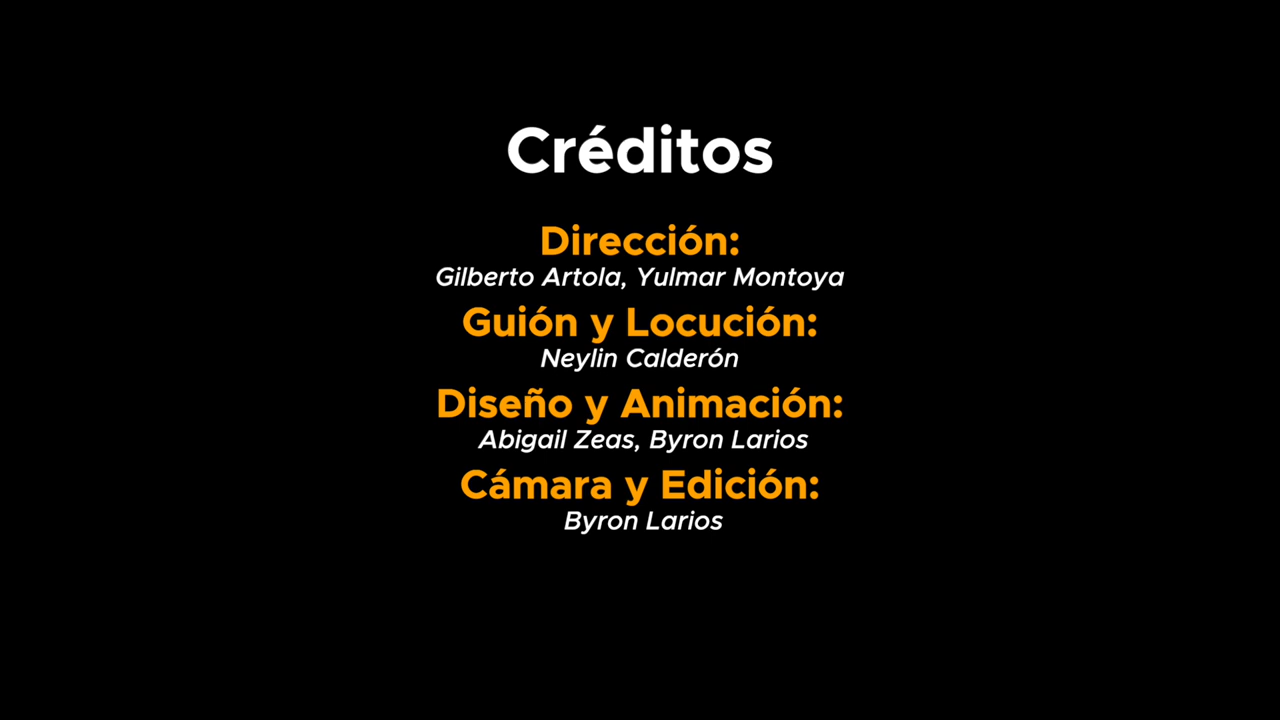 Créditos
Dirección:
Gilberto Artola, Yulmar Montoya
Guión y Locución:
Neylin Calderón
Diseño y Animación:
Abigail Zeas, Byron Larios
Cámara y Edición:
Byron Larios